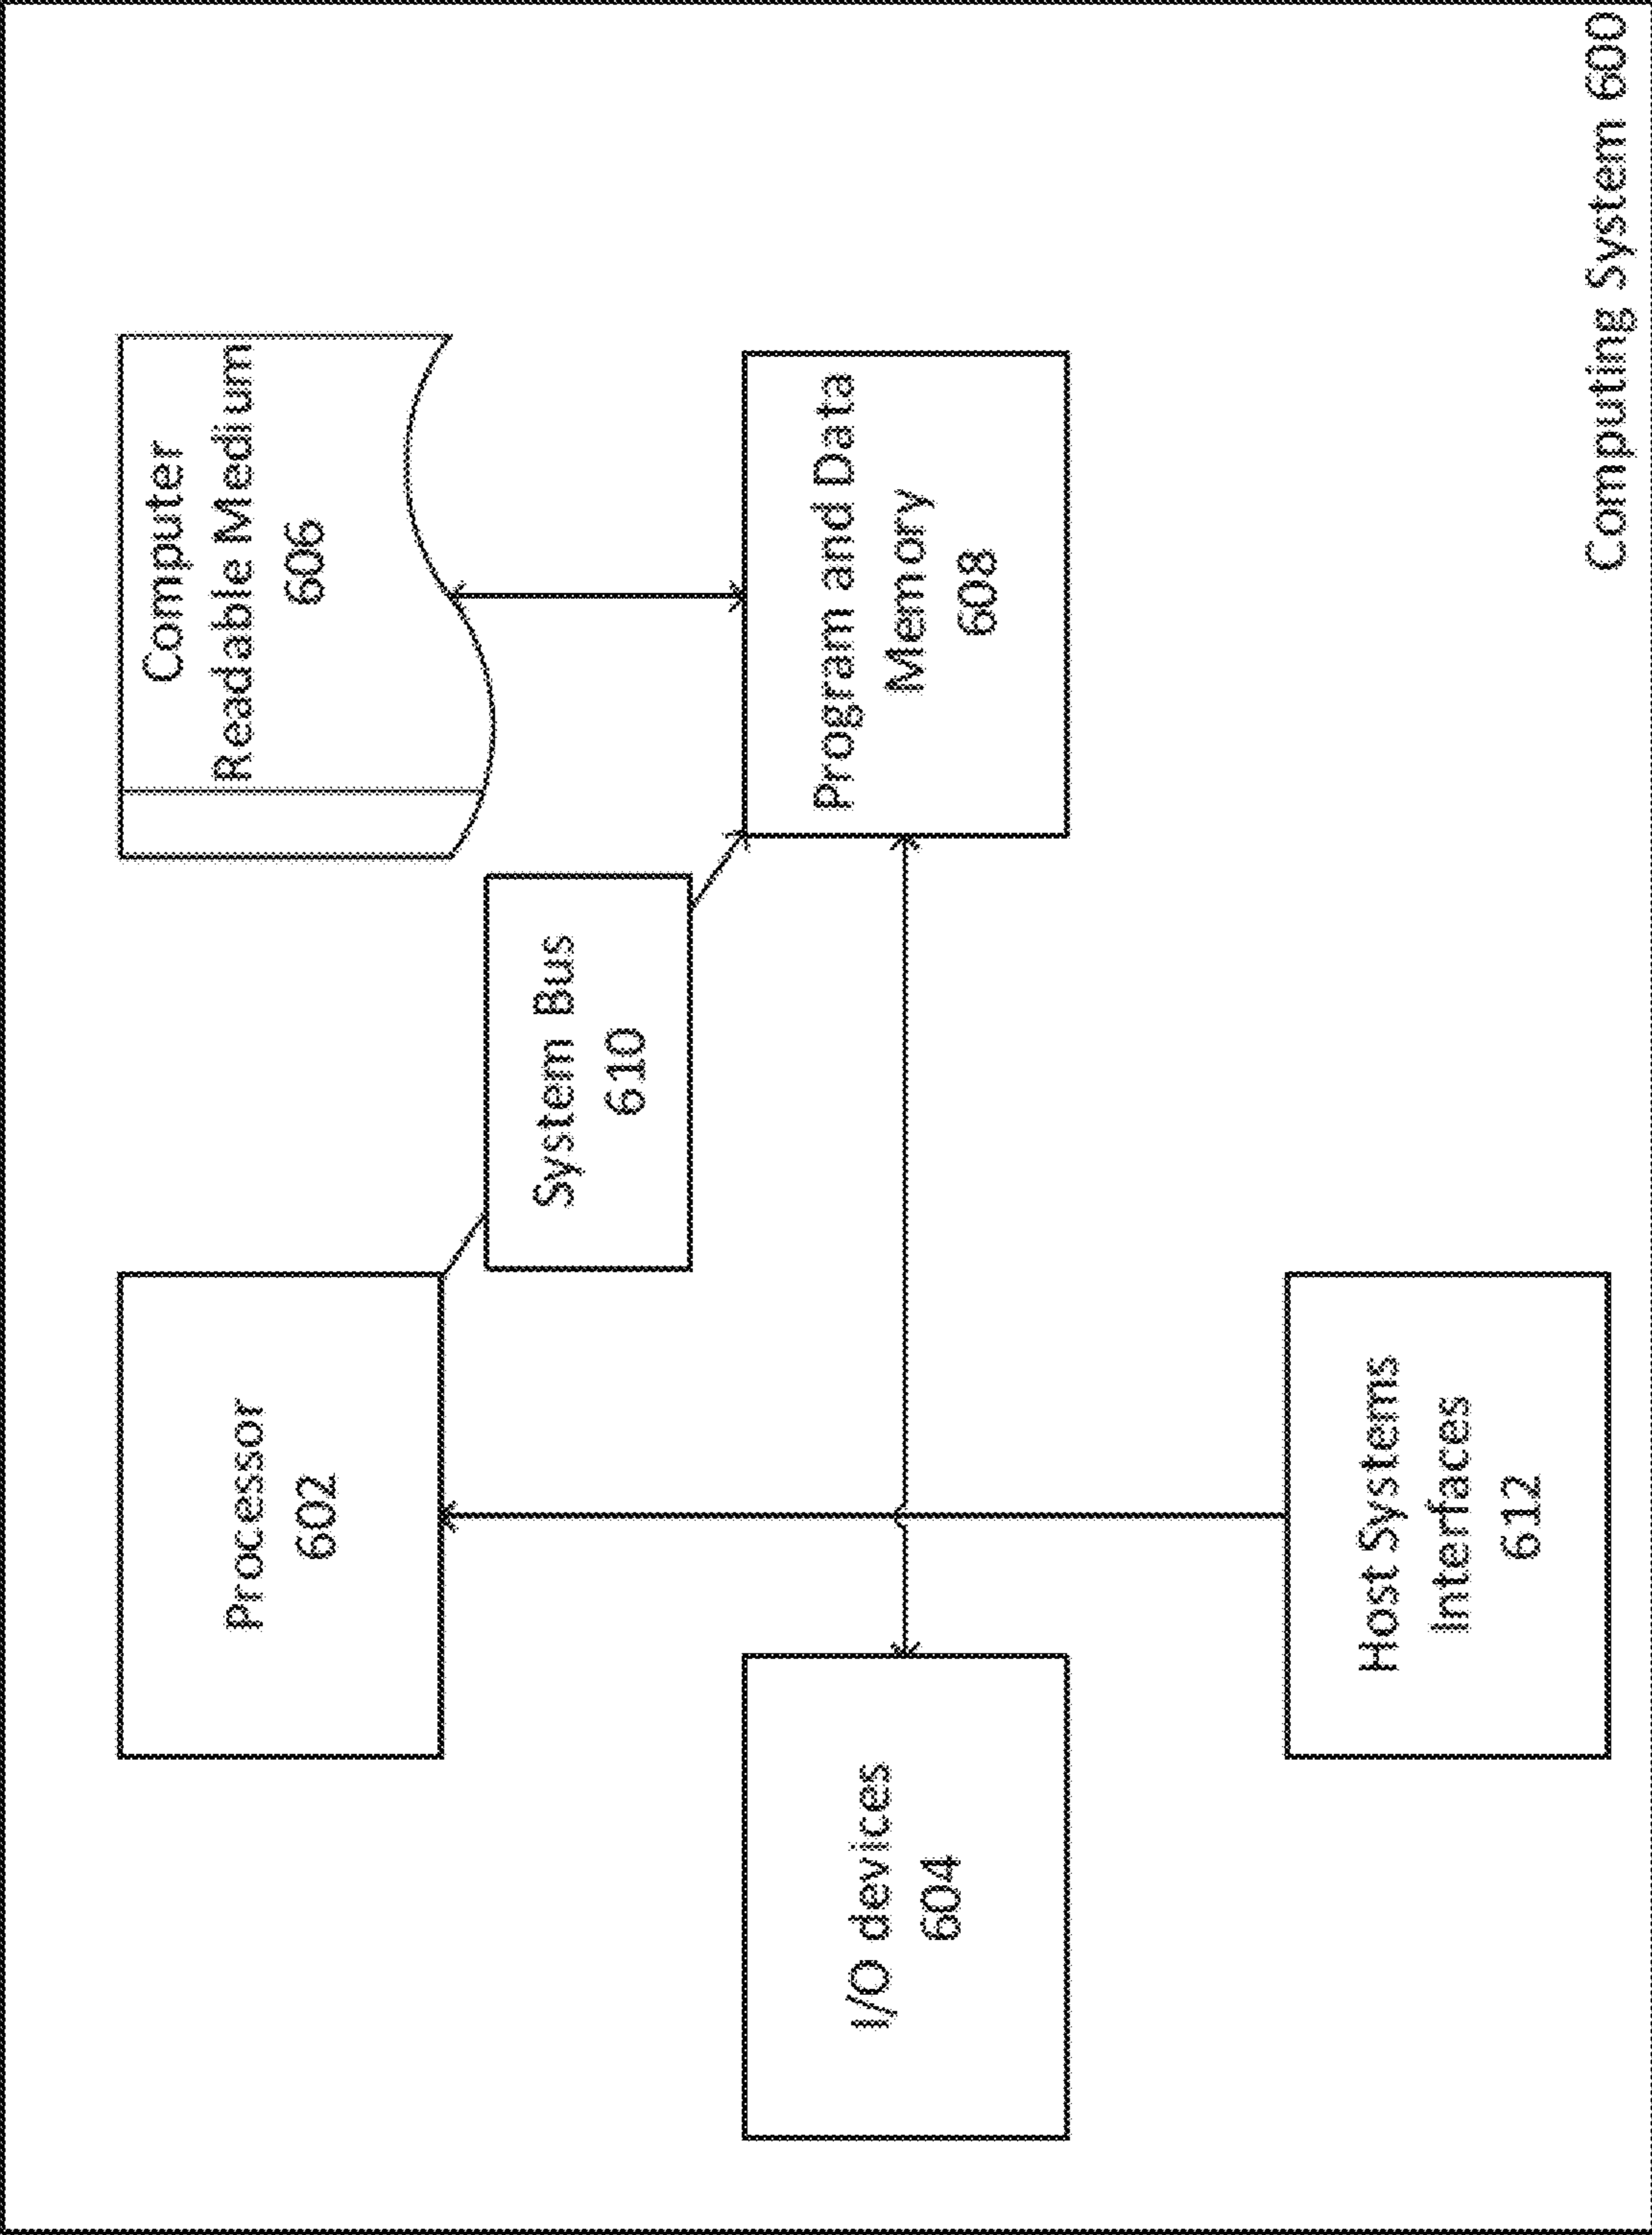 Processor
602
Computer
Readable Medium
606
System Bus
610
I/O devices
604
Program and Data
Memory
608
Host Systems
Interfaces
612
Computing System 600